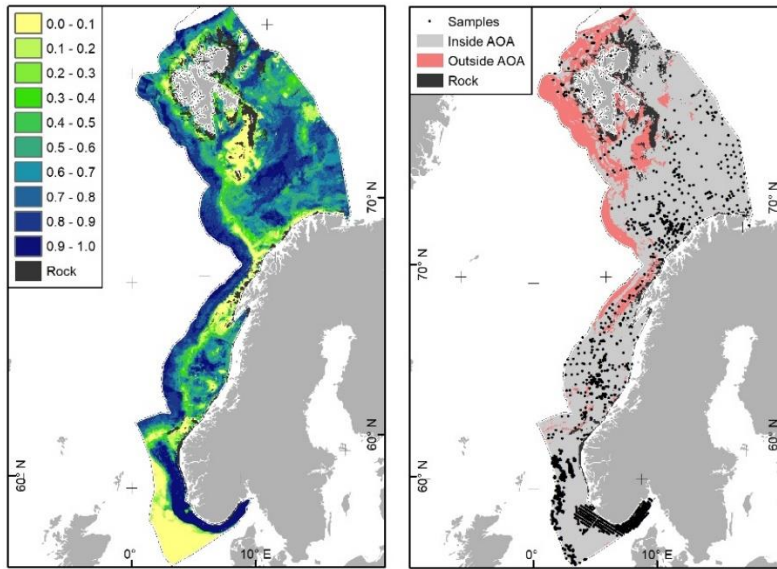 0.0 - 0.1
0.1 - 0.2
0.2 - 0.3
0.3 - 0.4
0.4 - 0.5
0.5 - 0.6
0.6 - 0.7
0.7 - 0.8
0.8 - 0.9
0.9 - 1.0
Rock
70° N
60° N
60° N
0°
10° E
Samples
Inside AOA
Outside AOA
Rock
70° N
70° N
60° N
60° N
0°
10° E